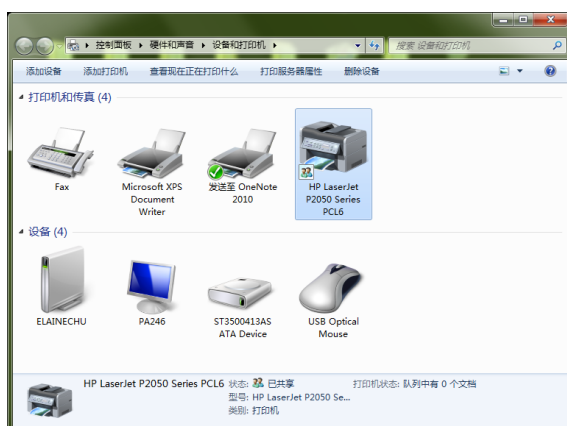 控制面板 ▸ 硬件和声音 ▸ 设备和打印机 ▸
搜索 设备和打印机
添加设备 添加打印机 查看现在正在打印什么 打印服务器属性 删除设备
打印机和传真 (4)
Fax
Microsoft XPS
Document
Writer
发送至 OneNote
2010
HP LaserJet
P2050 Series
PCL6
设备 (4)
ELAINECHU
PA246
ST3500413AS
ATA Device
USB Optical
Mouse
HP LaserJet P2050 Series PCL6 状态: 已共享 打印机状态: 队列中有 0 个文档
型号: HP LaserJet P2050 Se...
类别: 打印机